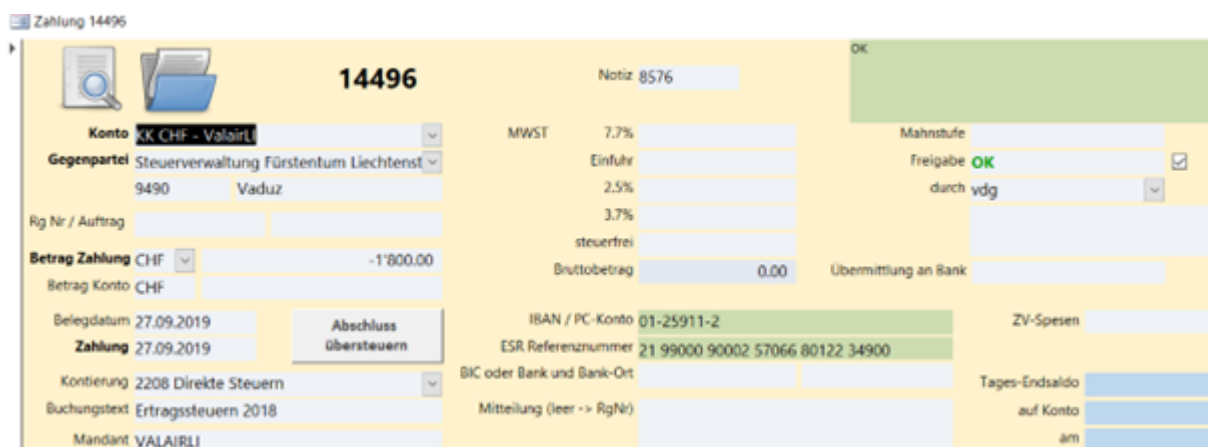 Zahlung 14496
OK
14496
Notiz 8576
Konto KK CHF - ValairLI
MWST 7.7%
Mahnstufe
Gegenpartei Steuerverwaltung Fürstentum Liechtenst
Einfuhr
Freigabe OK
9490 Vaduz
2.5%
durch vdg
Rg Nr / Auftrag
3.7%
steuerfrei
Betrag Zahlung CHF -1'800.00
Bruttobetrag 0.00
Übermittlung an Bank
Betrag Konto CHF
Belegdatum 27.09.2019
Abschluss
übersteuern
IBAN / PC-Konto 01-25911-2
ZV-Spesen
Zahlung 27.09.2019
ESR Referenznummer 21 99000 90002 57066 80122 34900
Kontierung 2208 Direkte Steuern
BIC oder Bank und Bank-Ort
Tages-Endsaldo
Buchungstext Ertragssteuern 2018
Mitteilung (leer -> RgNr)
auf Konto
Mandant VALAIRLI
am